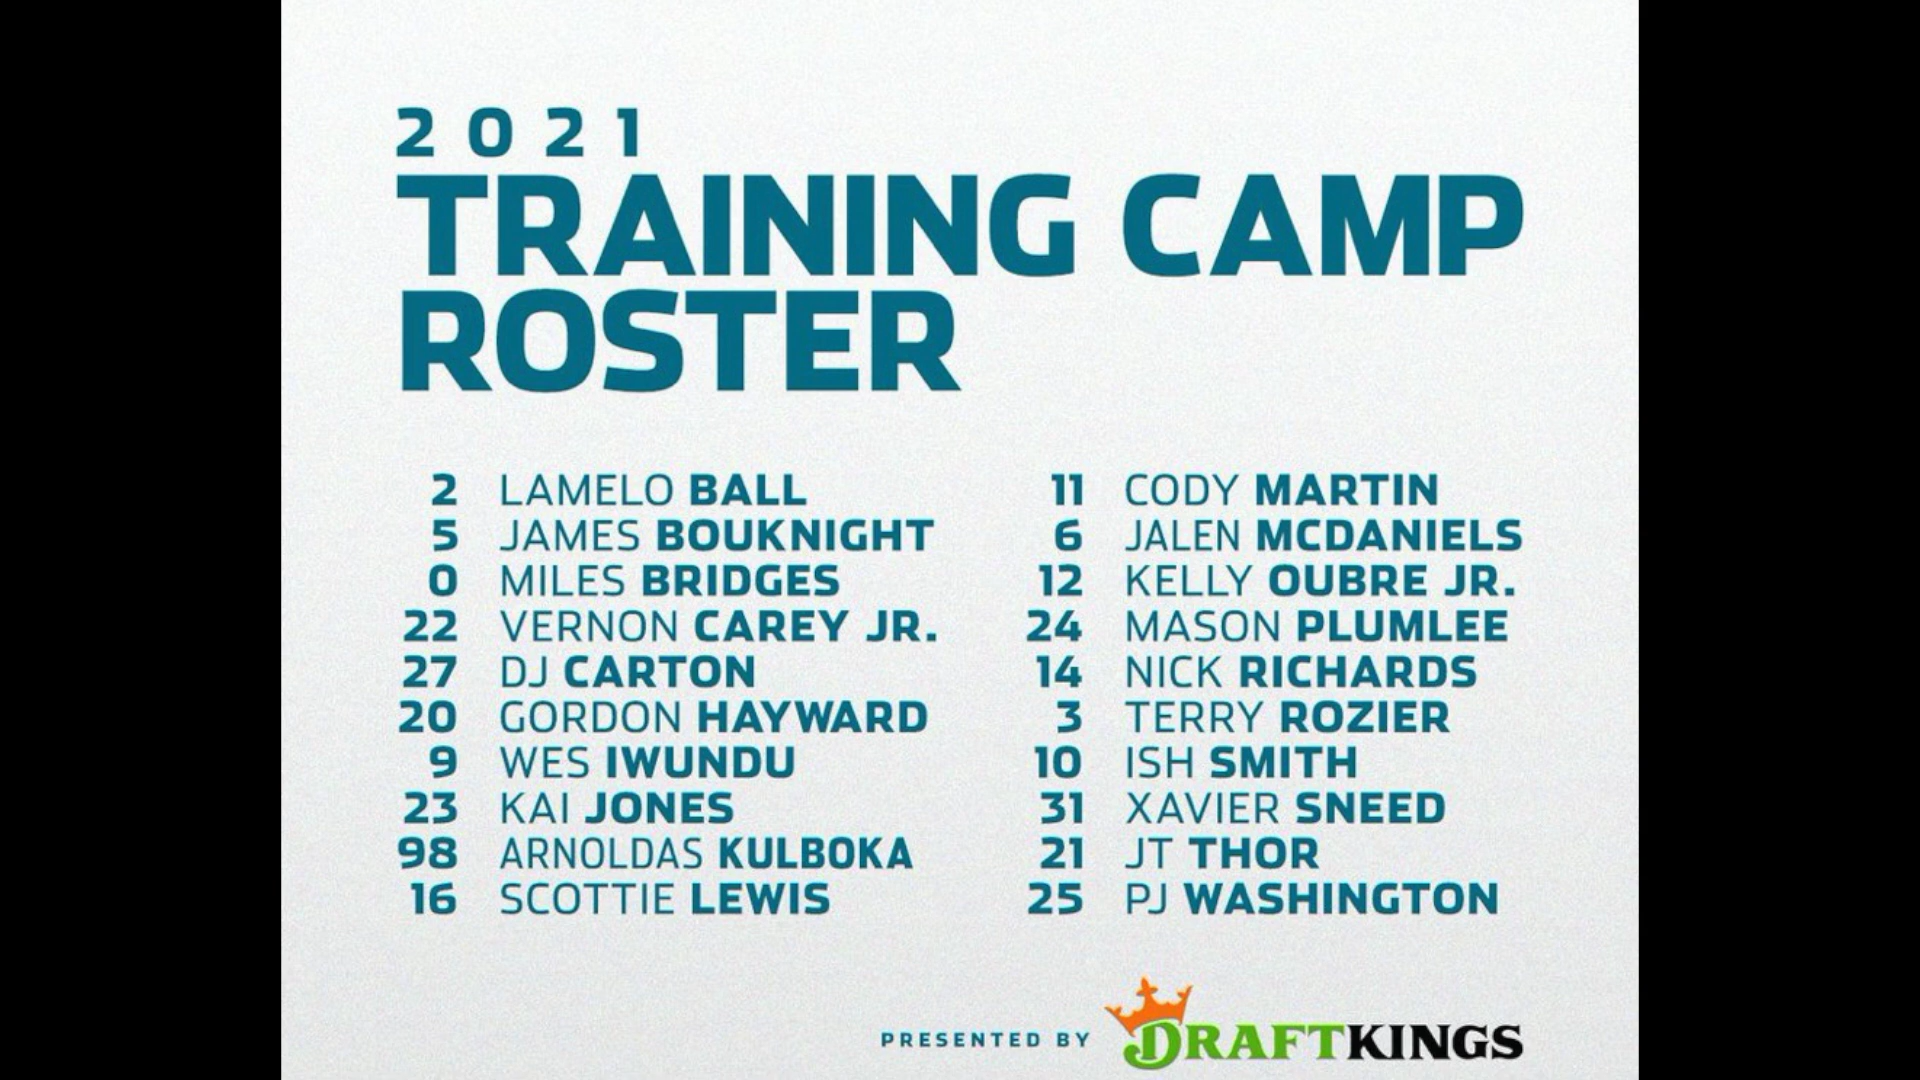 2021
TRAINING CAMP
ROSTER
2 LAMELO BALL
5 JAMES BOUKNIGHT
0 MILES BRIDGES
22 VERNON CAREY JR.
27 DJ CARTON
20 GORDON HAYWARD
9 WES IWUNDU
23 KAI JONES
98 ARNOLDAS KULBOKA
16 SCOTTIE LEWIS
11 CODY MARTIN
6 JALEN MCDANIELS
12 KELLY OUBRE JR.
24 MASON PLUMLEE
14 NICK RICHARDS
3 TERRY ROZIER
10 ISH SMITH
31 XAVIER SNEED
21 JT THOR
25 PJ WASHINGTON
PRESENTED BY DRAFTKINGS